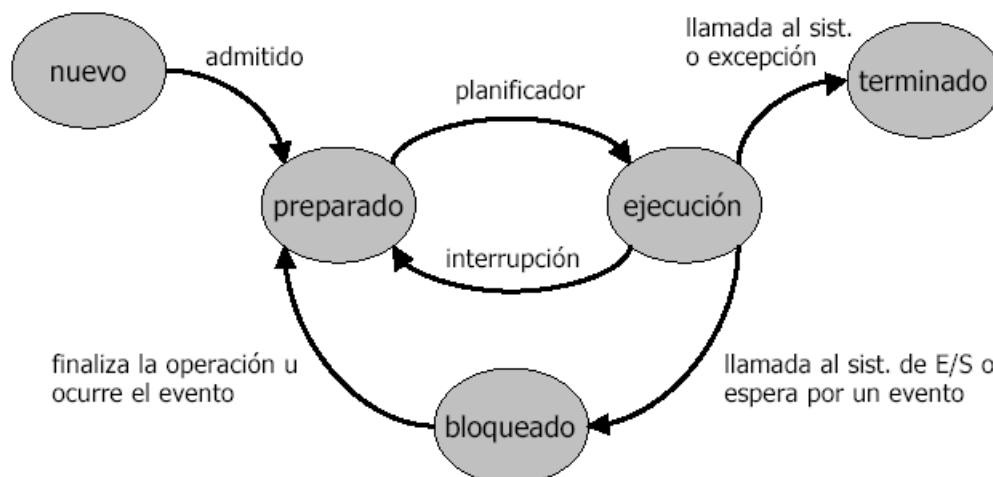 nuevo
admitido
planificador
llamada al sist.
o excepción
terminado
preparado
ejecución
interrupción
finaliza la operación u
ocurre el evento
bloqueado
llamada al sist. de E/S o
espera por un evento